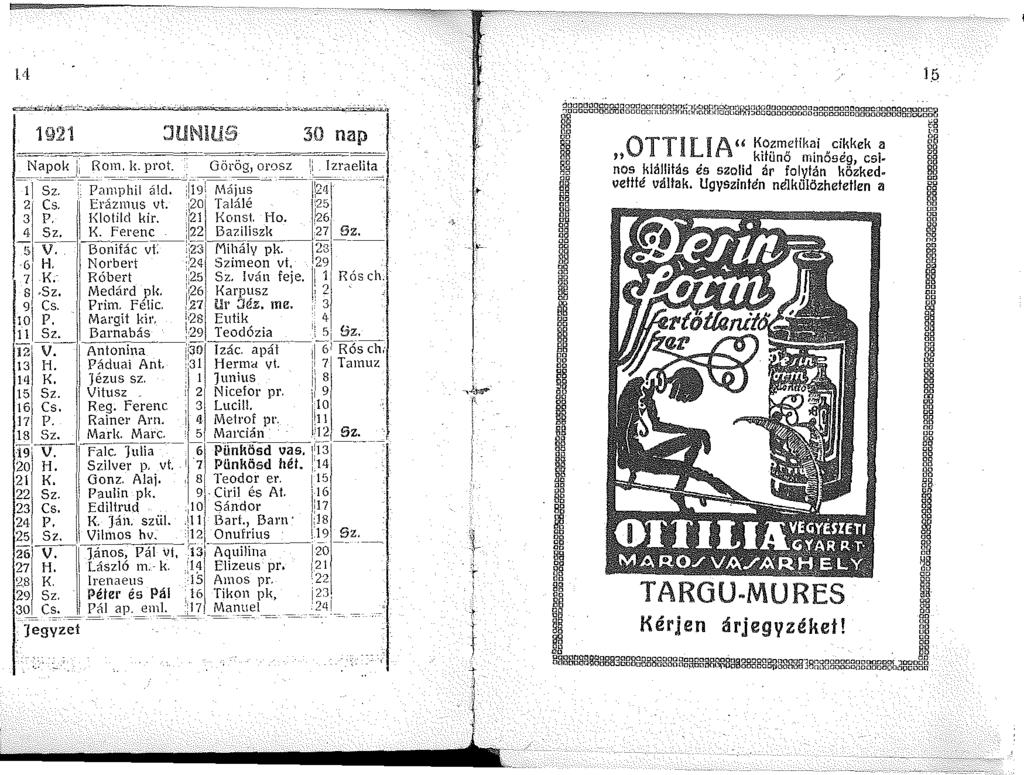 14
1921 JUNIUS 30 nap
Napok Rom. k. prot. Görög, orosz Izraelita
1 Sz. Pamphil áld. 19 Május 24
2 Cs. Erázmus vt. 20 Találé 25
3 P. Klotild kir. 21 Konst. Ho. 26
4 Sz. K. Ferenc 22 Baziliszk 27 Sz.
5 V. Bonifác vt. 23 Mihály pk. 28
6 H. Norbert 24 Szimeon vt. 29
7 K. Róbert 25 Sz. Iván feje. 1 Rós ch.
8 Sz. Medárd pk. 26 Karpusz 2
9 Cs. Prim. Félic. 27 Ur Jéz. me. 3
10 P. Margit kir. 28 Eutik 4
11 Sz. Barnabás 29 Teodózia 5 Sz.
12 V. Antonina 30 Izác. apát 6 Rós ch.
13 H. Páduai Ant. 31 Herma vt. 7 Tamuz
14 K. Jézus sz. 1 Junius 8
15 Sz. Vitusz 2 Nicefor pr. 9
16 Cs. Reg. Ferenc 3 Lucill. 10
17 P. Rainer Arn. 4 Metrof pr. 11
18 Sz. Mark. Marc. 5 Marcián 12 Sz.
19 V. Falc. Julia 6 Pünkösd vas. 13
20 H. Szilver p. vt. 7 Pünkösd hét. 14
21 K. Gonz. Alaj. 8 Teodor er. 15
22 Sz. Paulin pk. 9 Ciril és At. 16
23 Cs. Ediltrud 10 Sándor 17
24 P. K. Ján. szül. 11 Bart., Barn. 18
25 Sz. Vilmos hv. 12 Onufrius 19 Sz.
26 V. János, Pál vt. 13 Aquilina 20
27 H. László m. k. 14 Elizeus pr. 21
28 K. Irenaeus 15 Amos pr. 22
29 Sz. Péter és Pál 16 Tikon pk, 23
30 Cs. Pál ap. eml. 17 Manuel 24
Jegyzet
15
„OTTILIA“ Kozmetikai cikkek a
kitünő minőség, csi-
nos kiállitás és szolid ár folytán közked-
veltté váltak. Ugyszintén nélkülözhetetlen a
Desin
form
fertőtlenitő
szer
Desin
form
OTTILIA VEGYÉSZETI
GYÁR R.T.
MAROS/VÁSÁRHELY
TARGU-MURES
Kérjen árjegyzéket!